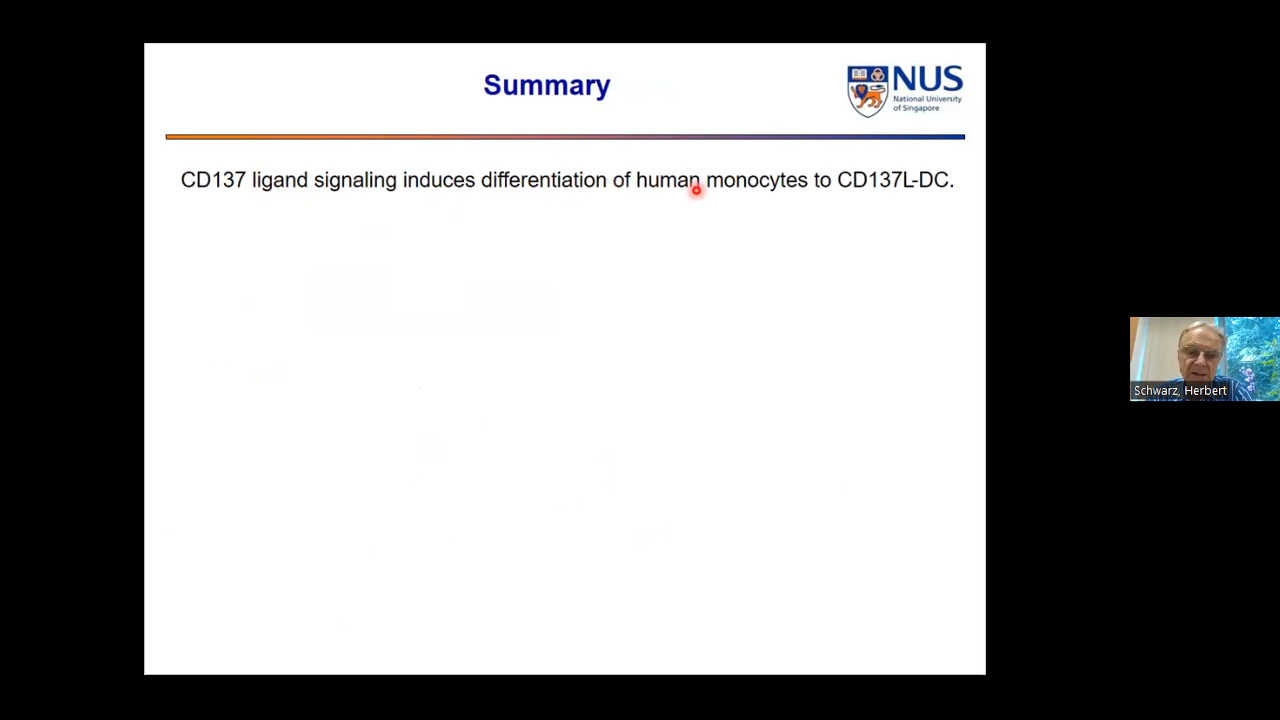 Summary
NUS
National University
of Singapore
CD137 ligand signaling induces differentiation of human monocytes to CD137L-DC.
Schwarz, Herbert